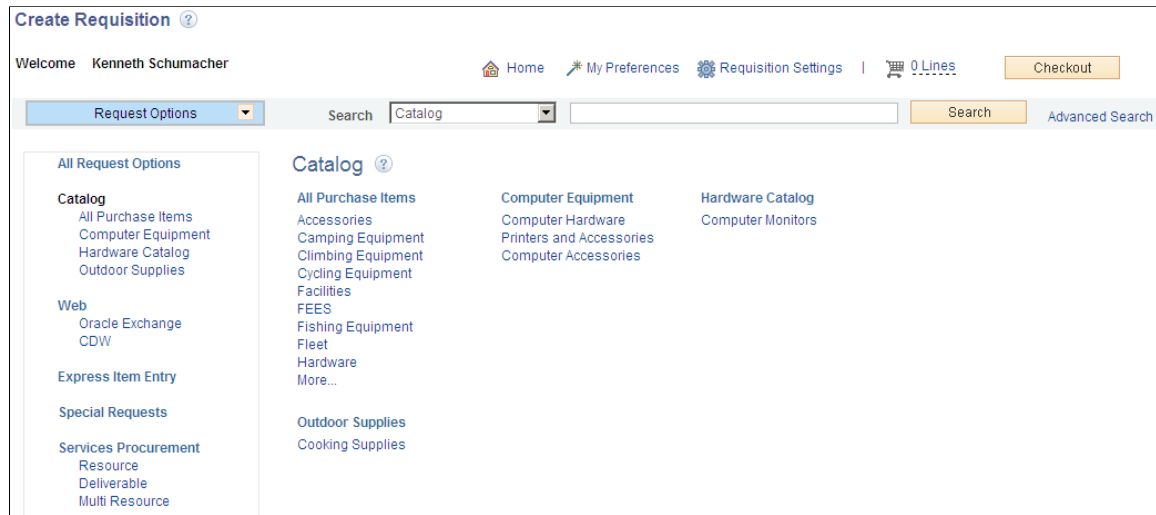 Create Requisition ?
Welcome Kenneth Schumacher
Home My Preferences Requisition Settings | 0 Lines Checkout
Request Options Search Catalog Search Advanced Search
All Request Options
Catalog
All Purchase Items
Computer Equipment
Hardware Catalog
Outdoor Supplies
Web
Oracle Exchange
CDW
Express Item Entry
Special Requests
Services Procurement
Resource
Deliverable
Multi Resource
Catalog ?
All Purchase Items
Accessories
Camping Equipment
Climbing Equipment
Cycling Equipment
Facilities
FEES
Fishing Equipment
Fleet
Hardware
More...
Computer Equipment
Computer Hardware
Printers and Accessories
Computer Accessories
Hardware Catalog
Computer Monitors
Outdoor Supplies
Cooking Supplies